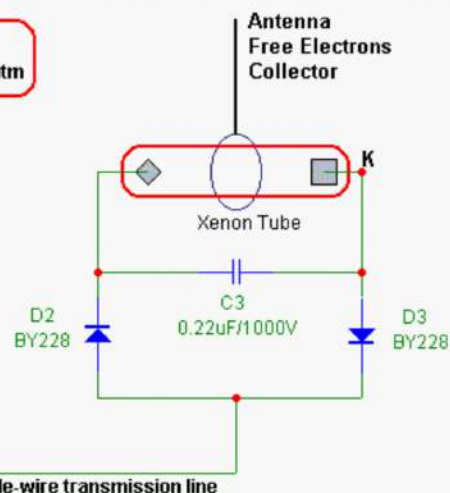 Antenna
Free Electrons
Collector
tm
K
Xenon Tube
C3
0.22uF/1000V
D2
BY228
D3
BY228
le-wire transmission line